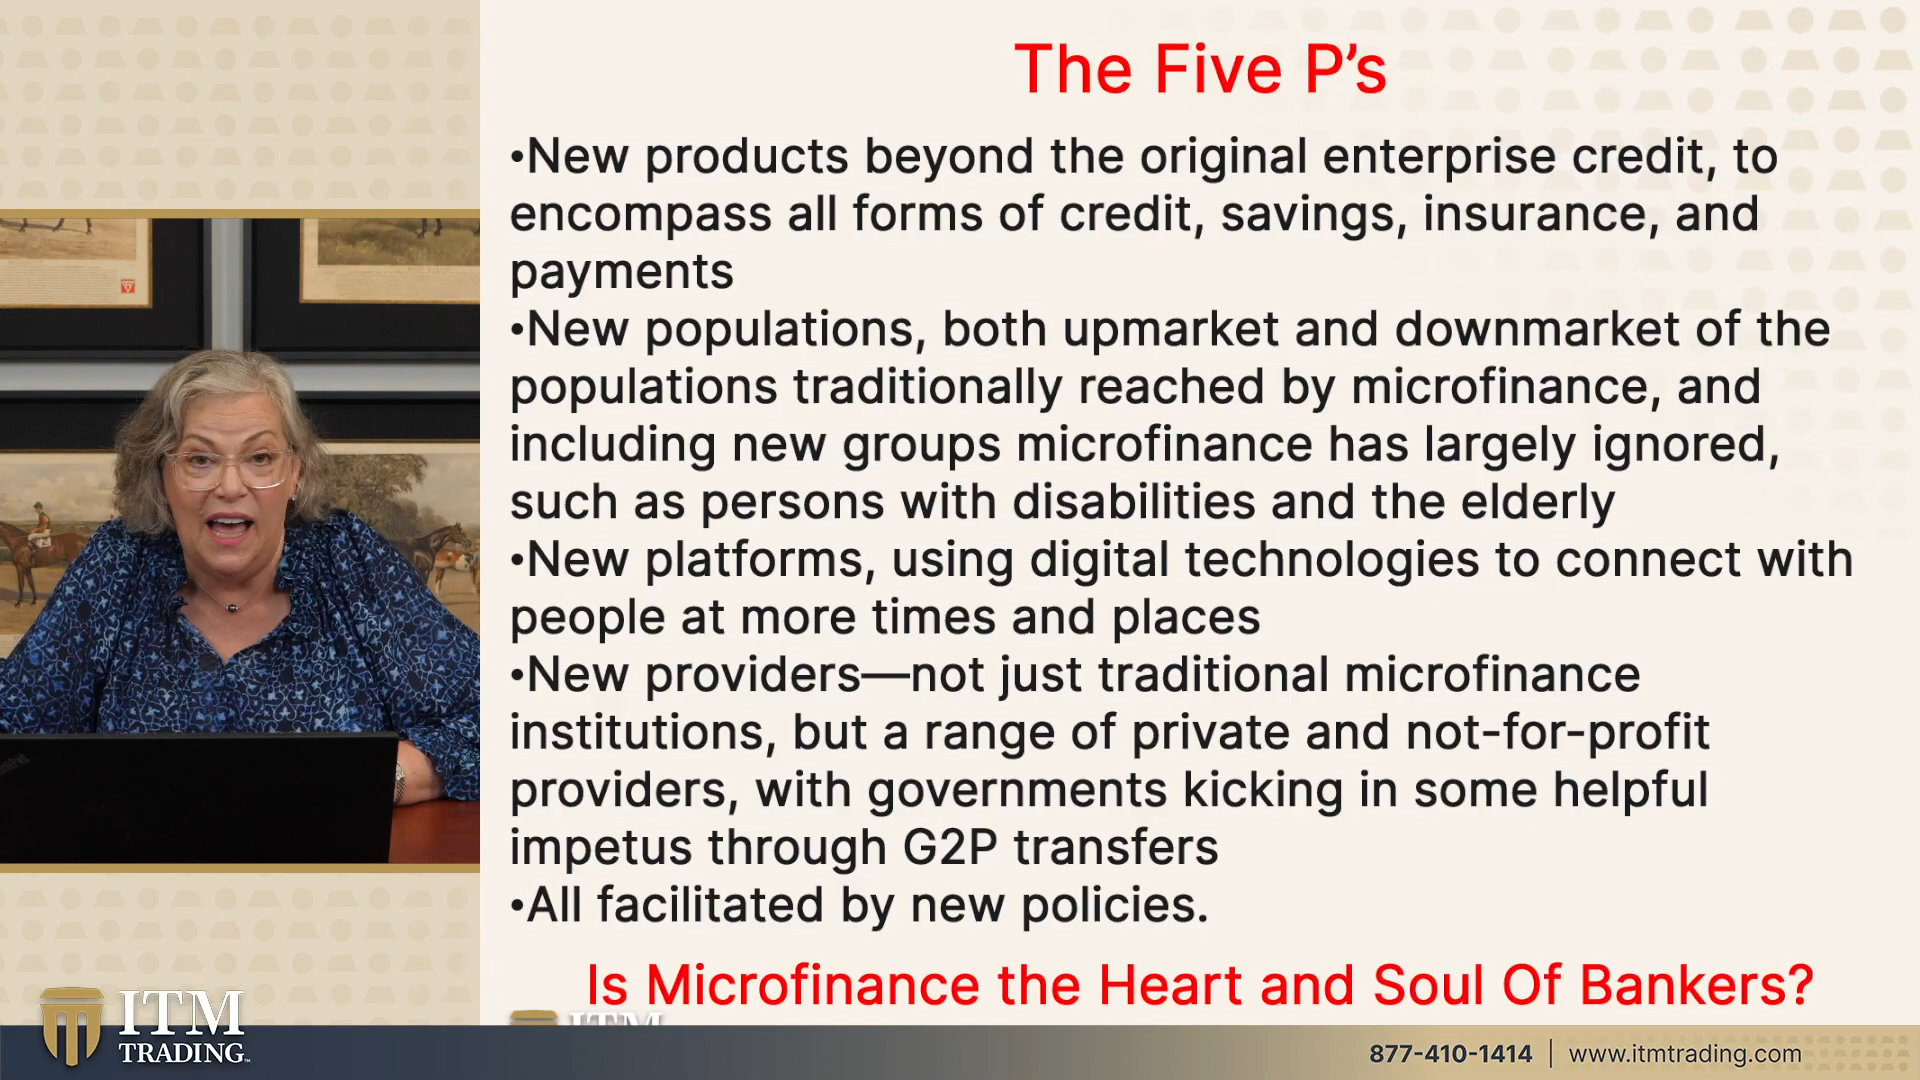 The Five P's
•New products beyond the original enterprise credit, to
encompass all forms of credit, savings, insurance, and
payments
•New populations, both upmarket and downmarket of the
populations traditionally reached by microfinance, and
including new groups microfinance has largely ignored,
such as persons with disabilities and the elderly
•New platforms, using digital technologies to connect with
people at more times and places
•New providers—not just traditional microfinance
institutions, but a range of private and not-for-profit
providers, with governments kicking in some helpful
impetus through G2P transfers
•All facilitated by new policies.
Is Microfinance the Heart and Soul Of Bankers?
ITM
ITM
TRADING
877-410-1414 | www.itmtrading.com